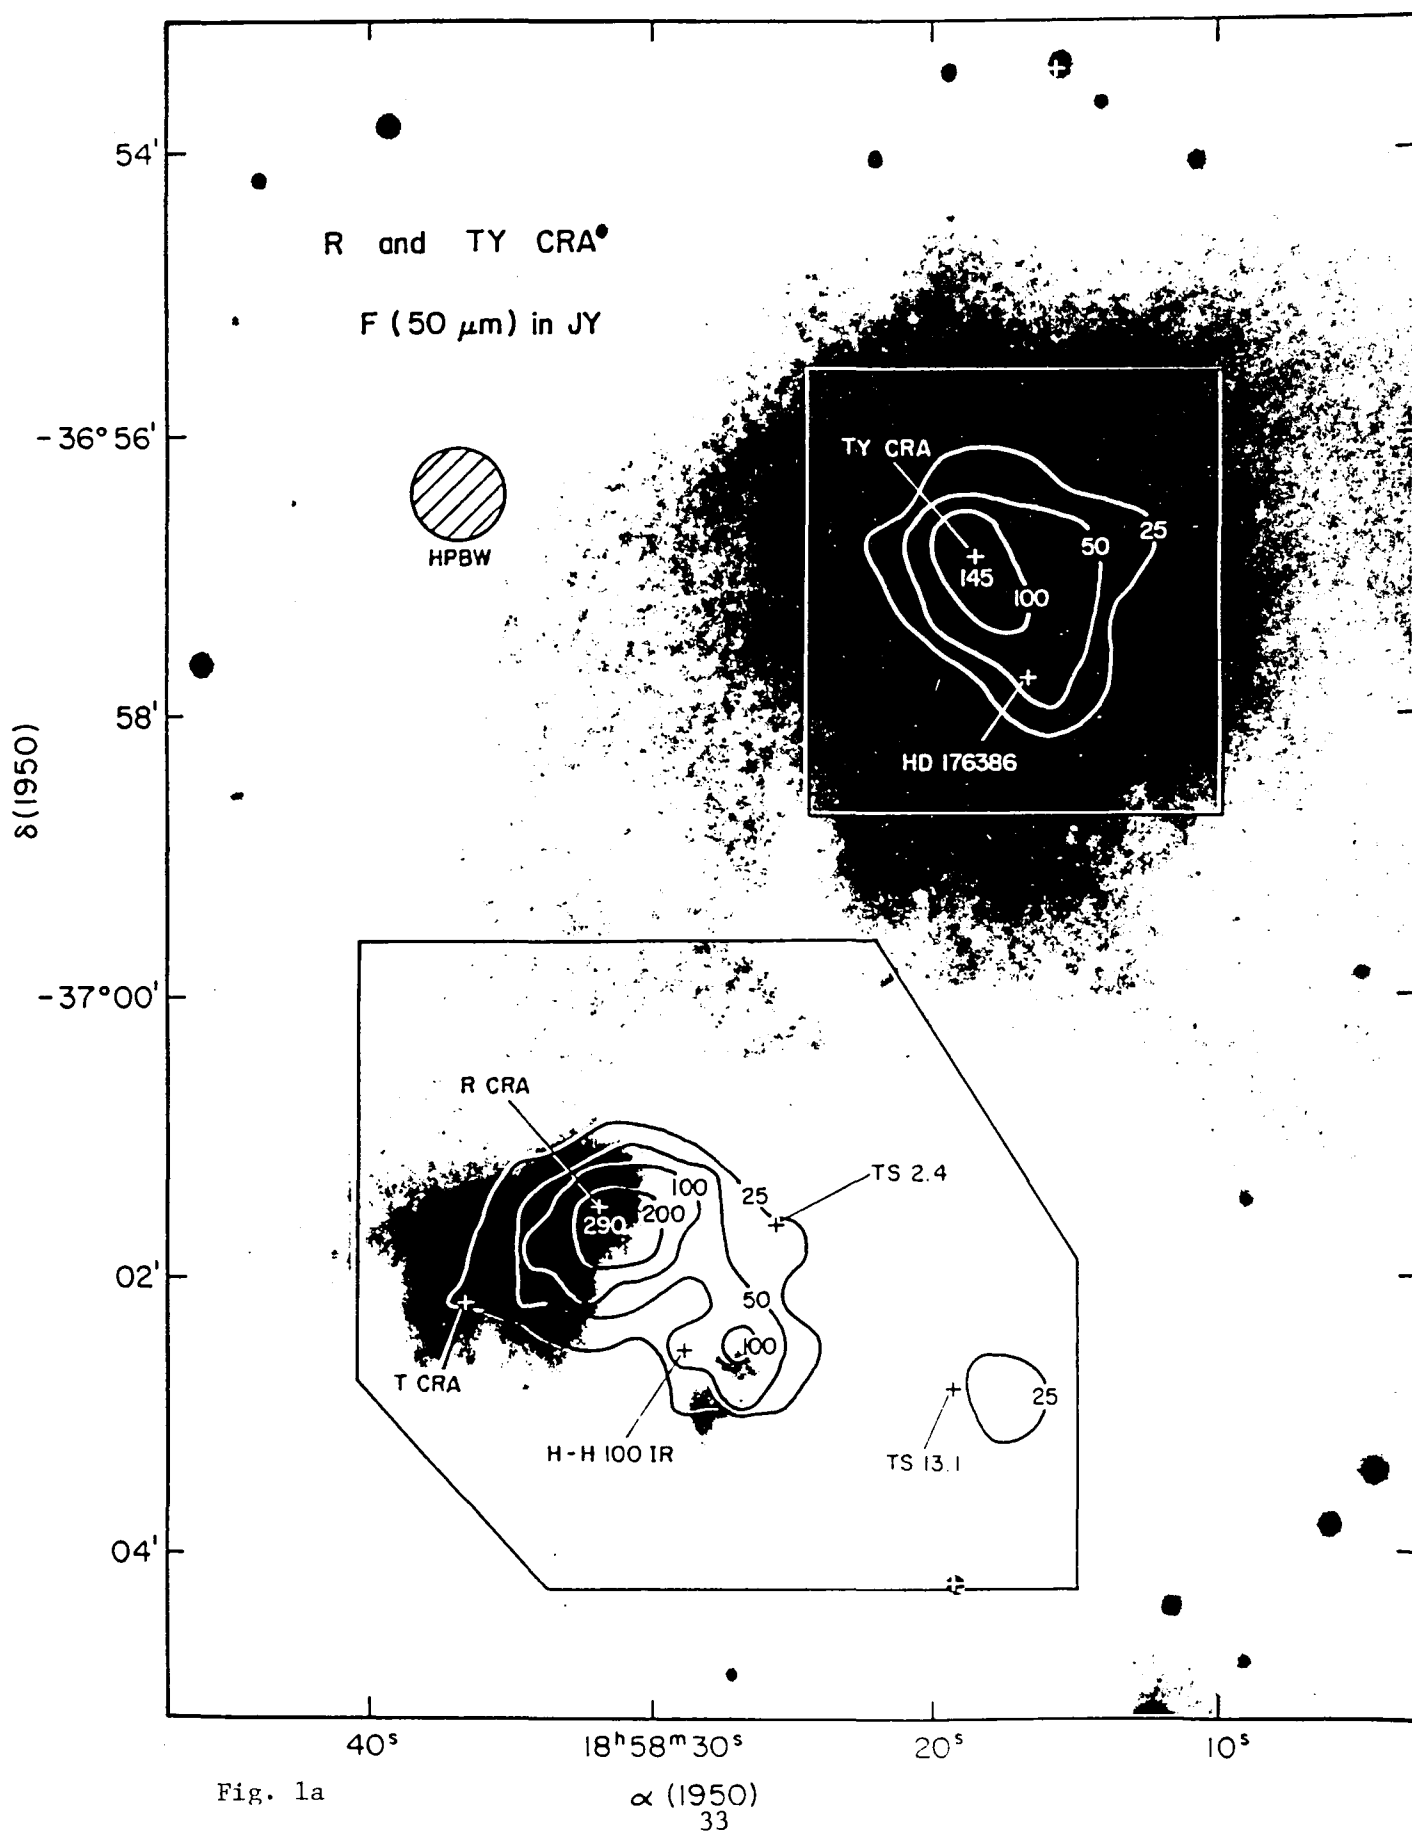 54'
R and TY CRA
F (50 μm) in JY
-36°56'
HPBW
TY CRA
25
50
145
100
58'
HD 176386
δ(1950)
-37°00'
R CRA
TS 2.4
100
25
290
200
02'
50
100
T CRA
25
H-H 100 IR
TS 13.1
04'
40ˢ
18ʰ58ᵐ30ˢ
20ˢ
10ˢ
Fig. 1a
α (1950)
33